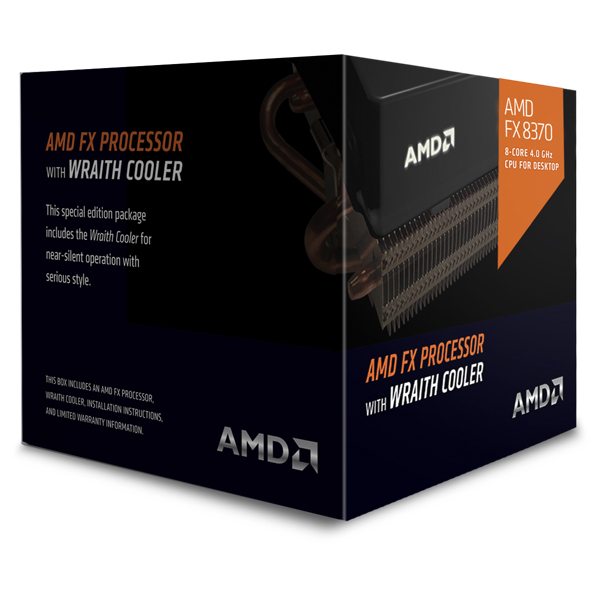 AMD FX PROCESSOR
WITH WRAITH COOLER
This special edition package
includes the Wraith Cooler for
near-silent operation with
serious style.
THIS BOX INCLUDES AN AMD FX PROCESSOR,
WRAITH COOLER, INSTALLATION INSTRUCTIONS,
AND LIMITED WARRANTY INFORMATION.
AMD
AMD
AMD
FX 8370
8-CORE 4.0 GHz
CPU FOR DESKTOP
AMD FX PROCESSOR
WITH WRAITH COOLER
AMD